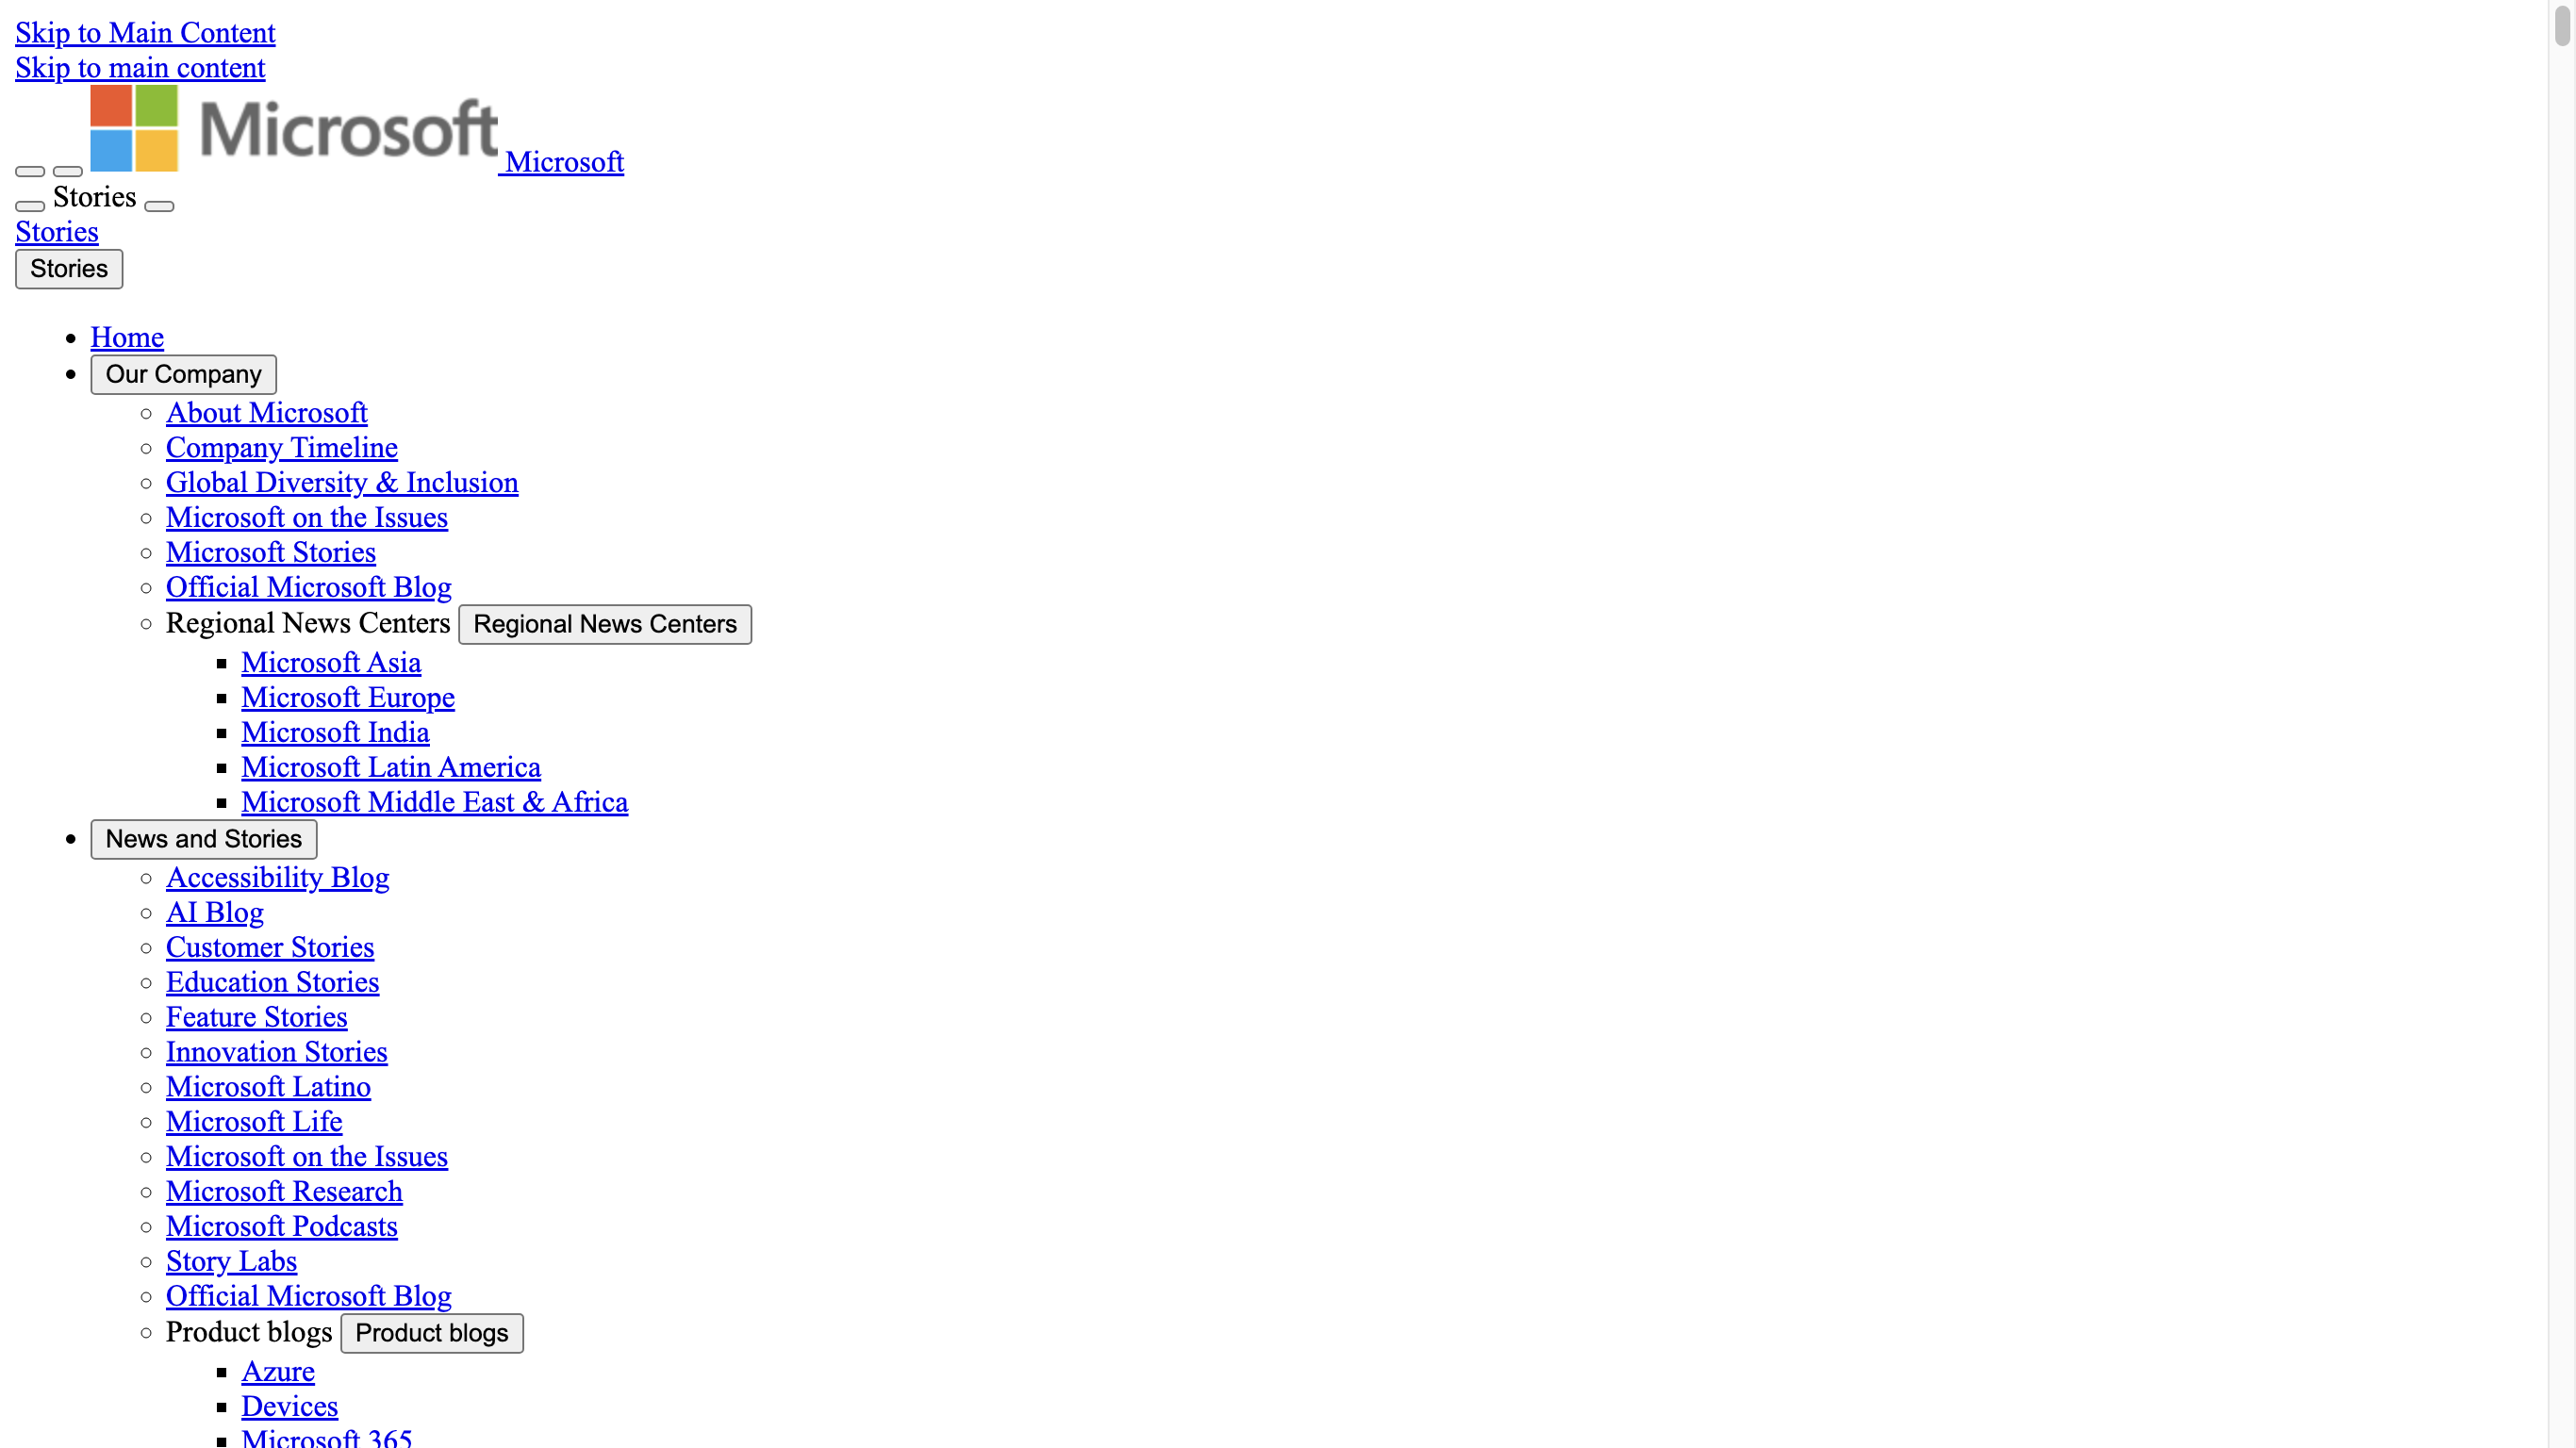 Skip to Main Content
Skip to main content
Microsoft Microsoft
Stories
Stories
Stories
Home
Our Company
About Microsoft
Company Timeline
Global Diversity & Inclusion
Microsoft on the Issues
Microsoft Stories
Official Microsoft Blog
Regional News Centers Regional News Centers
Microsoft Asia
Microsoft Europe
Microsoft India
Microsoft Latin America
Microsoft Middle East & Africa
News and Stories
Accessibility Blog
AI Blog
Customer Stories
Education Stories
Feature Stories
Innovation Stories
Microsoft Latino
Microsoft Life
Microsoft on the Issues
Microsoft Research
Microsoft Podcasts
Story Labs
Official Microsoft Blog
Product blogs Product blogs
Azure
Devices
Microsoft 365